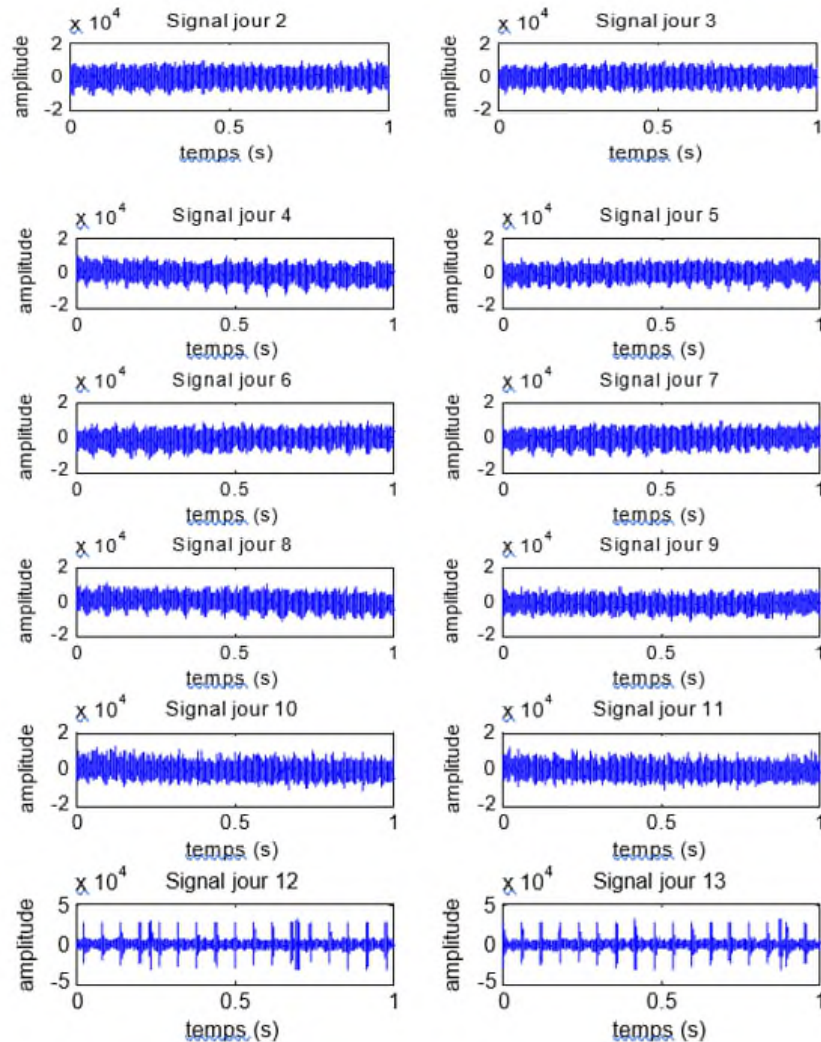 x 10^4 Signal jour 2
2
0
-2
amplitude
0 0.5 1
temps (s)
x 10^4 Signal jour 3
2
0
-2
amplitude
0 0.5 1
temps (s)
x 10^4 Signal jour 4
2
0
-2
amplitude
0 0.5 1
temps (s)
x 10^4 Signal jour 5
2
0
-2
amplitude
0 0.5 1
temps (s)
x 10^4 Signal jour 6
2
0
-2
amplitude
0 0.5 1
temps (s)
x 10^4 Signal jour 7
2
0
-2
amplitude
0 0.5 1
temps (s)
x 10^4 Signal jour 8
2
0
-2
amplitude
0 0.5 1
temps (s)
x 10^4 Signal jour 9
2
0
-2
amplitude
0 0.5 1
temps (s)
x 10^4 Signal jour 10
2
0
-2
amplitude
0 0.5 1
temps (s)
x 10^4 Signal jour 11
2
0
-2
amplitude
0 0.5 1
temps (s)
x 10^4 Signal jour 12
5
0
-5
amplitude
0 0.5 1
temps (s)
x 10^4 Signal jour 13
5
0
-5
amplitude
0 0.5 1
temps (s)